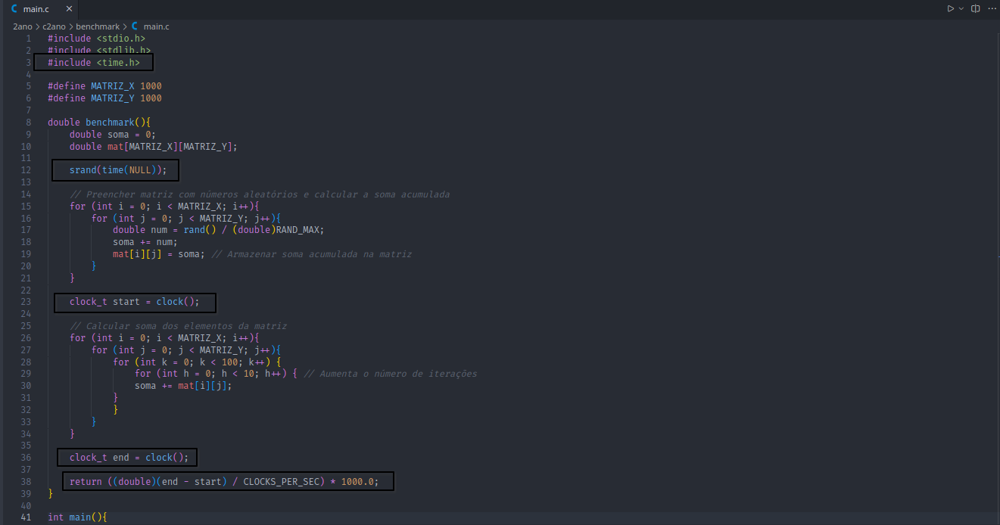 main.c ×
2ano > c2ano > benchmark > C main.c
1 #include <stdio.h>
2 #include <stdlib.h>
3 #include <time.h>
4
5 #define MATRIZ_X 1000
6 #define MATRIZ_Y 1000
7
8 double benchmark(){
9 double soma = 0;
10 double mat[MATRIZ_X][MATRIZ_Y];
11
12 srand(time(NULL));
13
14 // Preencher matriz com números aleatórios e calcular a soma acumulada
15 for (int i = 0; i < MATRIZ_X; i++){
16 for (int j = 0; j < MATRIZ_Y; j++){
17 double num = rand() / (double)RAND_MAX;
18 soma += num;
19 mat[i][j] = soma; // Armazenar soma acumulada na matriz
20 }
21 }
22
23 clock_t start = clock();
24
25 // Calcular soma dos elementos da matriz
26 for (int i = 0; i < MATRIZ_X; i++){
27 for (int j = 0; j < MATRIZ_Y; j++){
28 for (int k = 0; k < 100; k++) {
29 for (int h = 0; h < 10; h++) { // Aumenta o número de iterações
30 soma += mat[i][j];
31 }
32 }
33 }
34 }
35
36 clock_t end = clock();
37
38 return ((double)(end - start) / CLOCKS_PER_SEC) * 1000.0;
39 }
40
41 int main(){